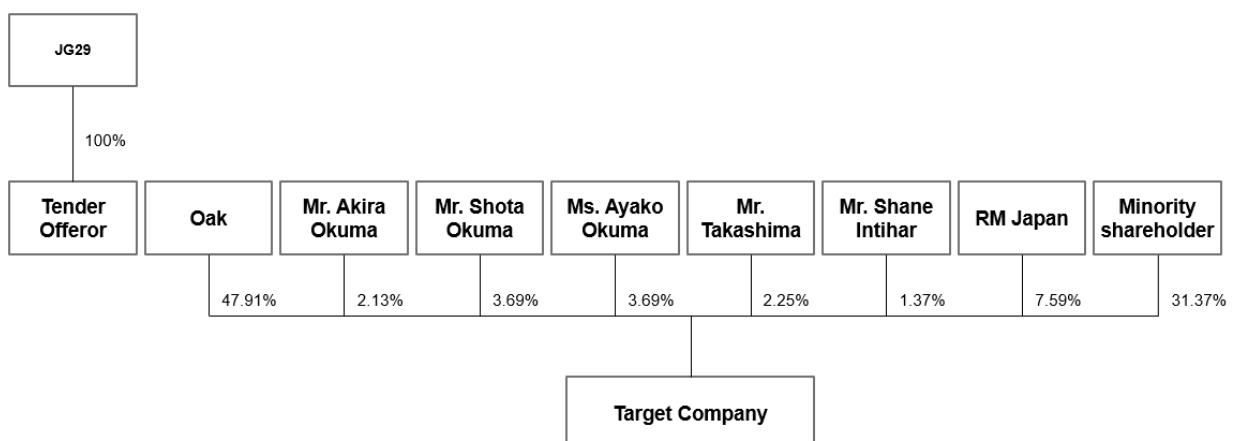 JG29
100%
Tender
Offeror
Oak
Mr. Akira
Okuma
Mr. Shota
Okuma
Ms. Ayako
Okuma
Mr.
Takashima
Mr. Shane
Intihar
RM Japan
Minority
shareholder
47.91%
2.13%
3.69%
3.69%
2.25%
1.37%
7.59%
31.37%
Target Company